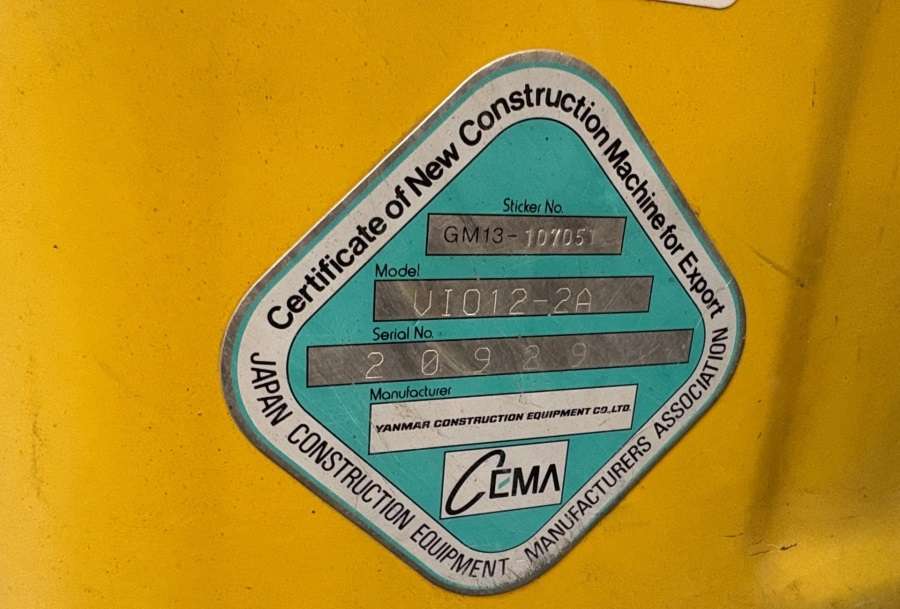 Certificate of New Construction Machine for Export
Sticker No.
GM13-107051
Model
VIO12-2A
Serial No.
20929
Manufacturer
YANMAR CONSTRUCTION EQUIPMENT CO.,LTD.
CEMA
JAPAN CONSTRUCTION EQUIPMENT MANUFACTURERS ASSOCIATION